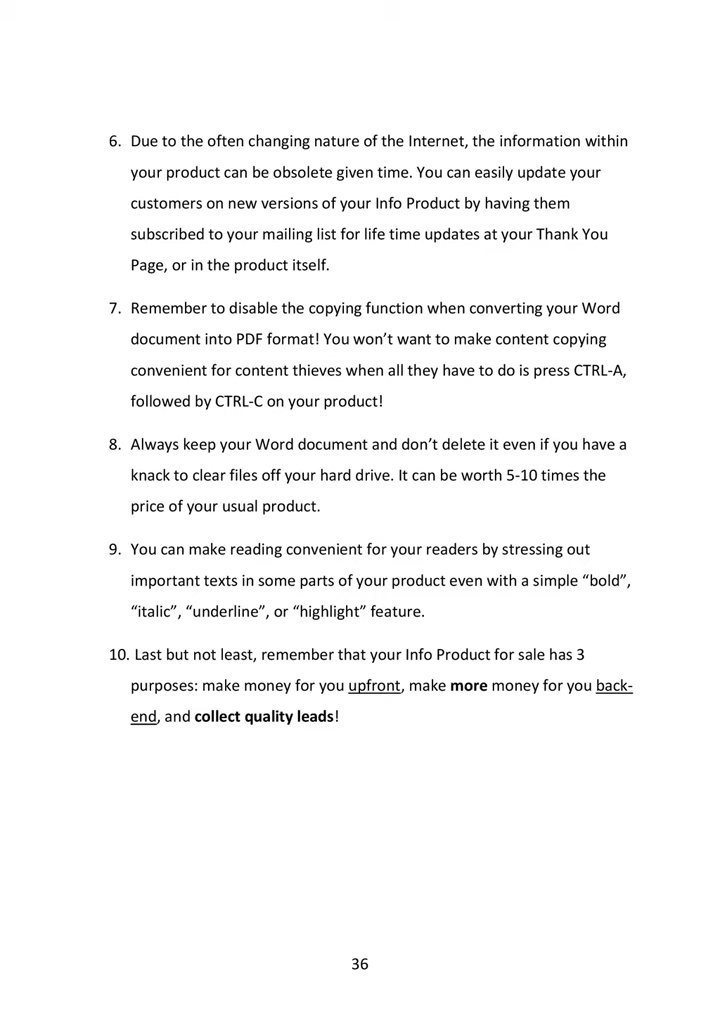 6. Due to the often changing nature of the Internet, the information within
your product can be obsolete given time. You can easily update your
customers on new versions of your Info Product by having them
subscribed to your mailing list for life time updates at your Thank You
Page, or in the product itself.
7. Remember to disable the copying function when converting your Word
document into PDF format! You won’t want to make content copying
convenient for content thieves when all they have to do is press CTRL-A,
followed by CTRL-C on your product!
8. Always keep your Word document and don’t delete it even if you have a
knack to clear files off your hard drive. It can be worth 5-10 times the
price of your usual product.
9. You can make reading convenient for your readers by stressing out
important texts in some parts of your product even with a simple “bold”,
“italic”, “underline”, or “highlight” feature.
10. Last but not least, remember that your Info Product for sale has 3
purposes: make money for you upfront, make more money for you back-
end, and collect quality leads!
36